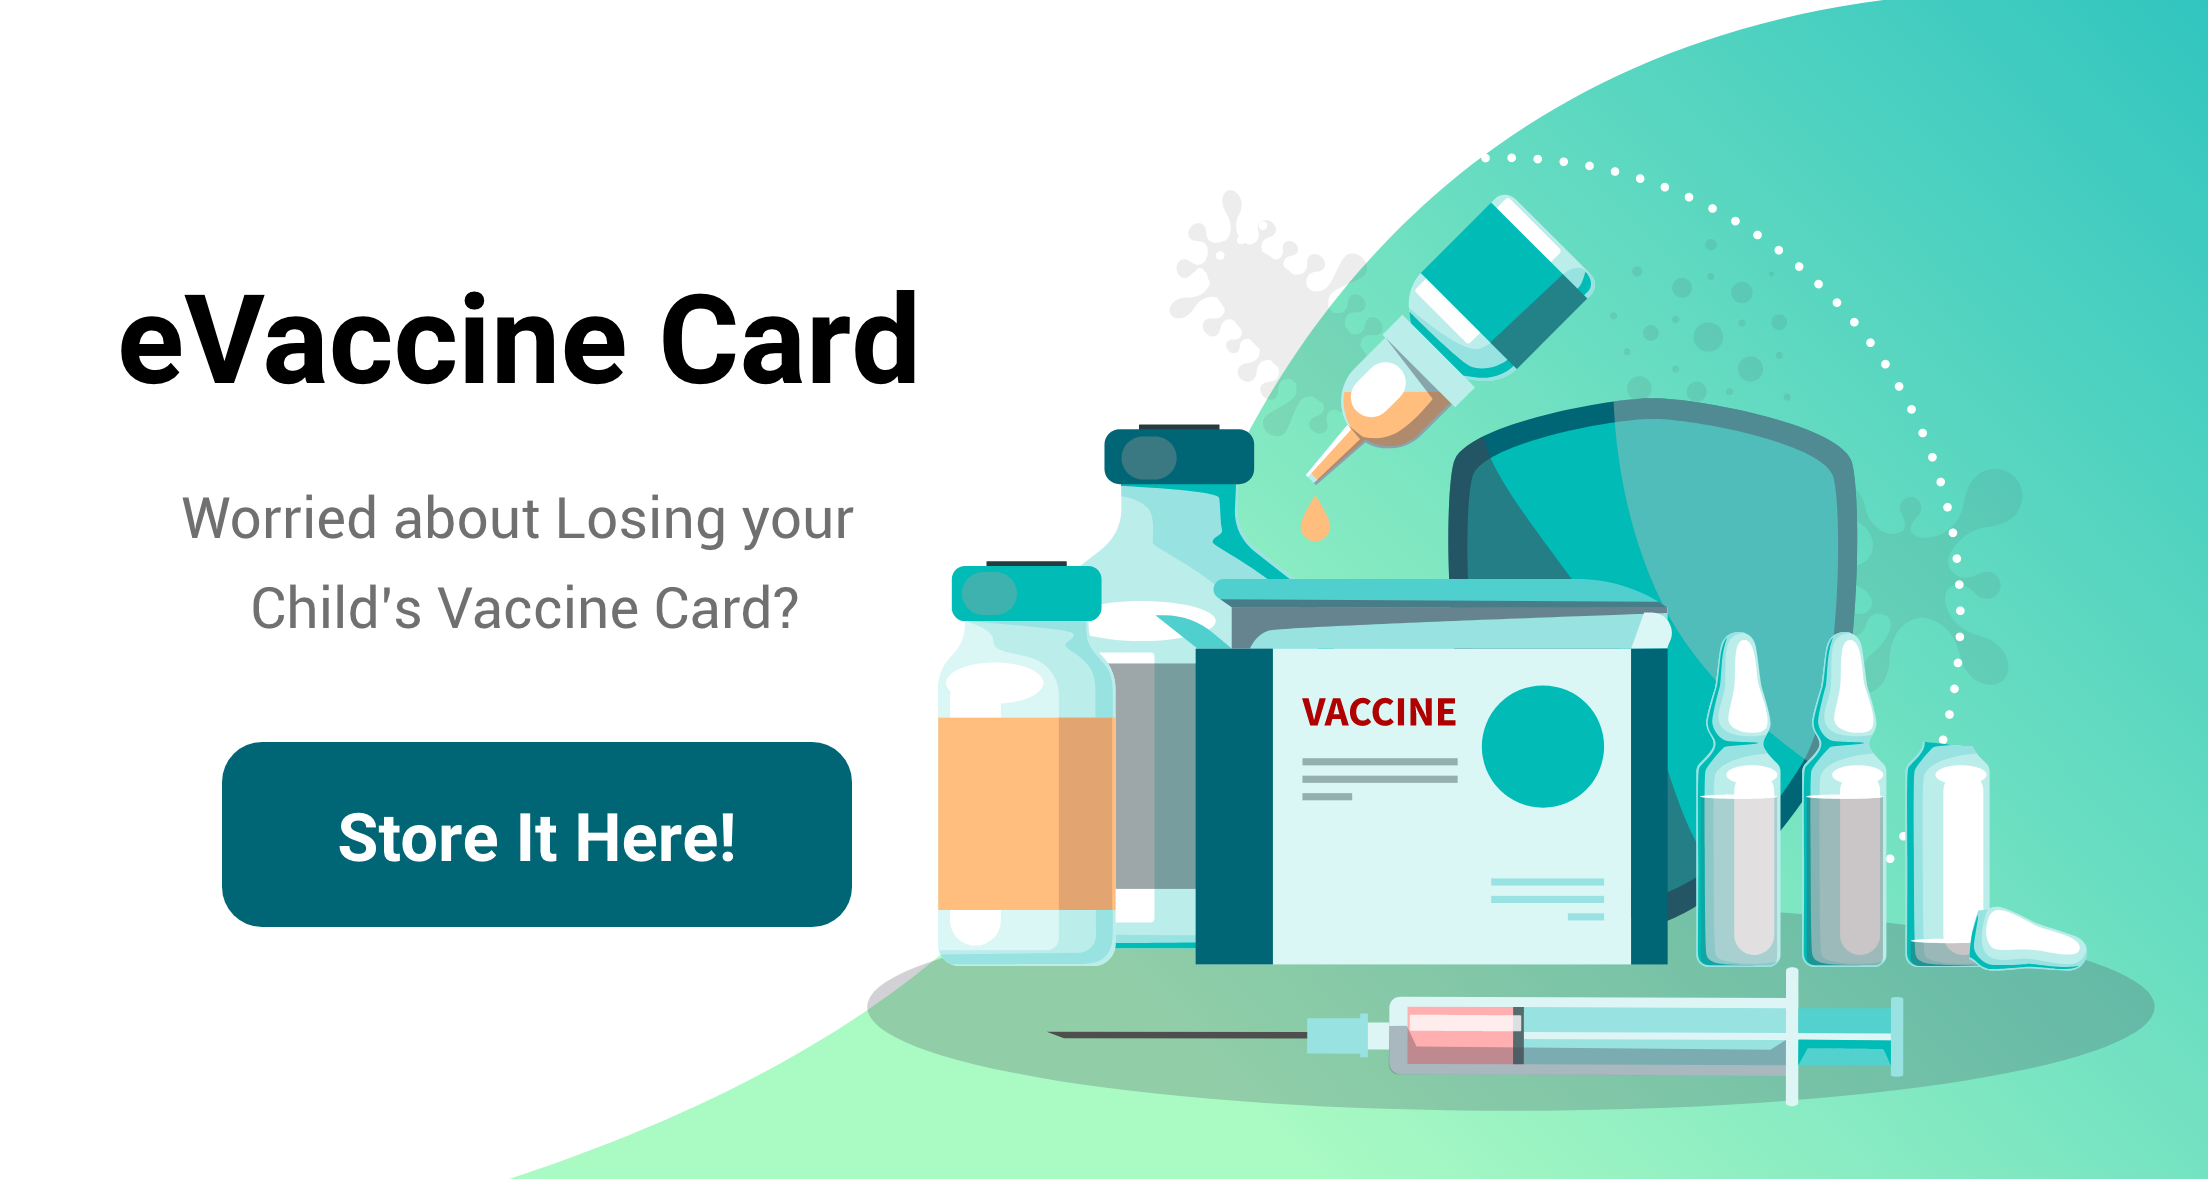 eVaccine Card
Worried about Losing your
Child's Vaccine Card?
Store It Here!
VACCINE